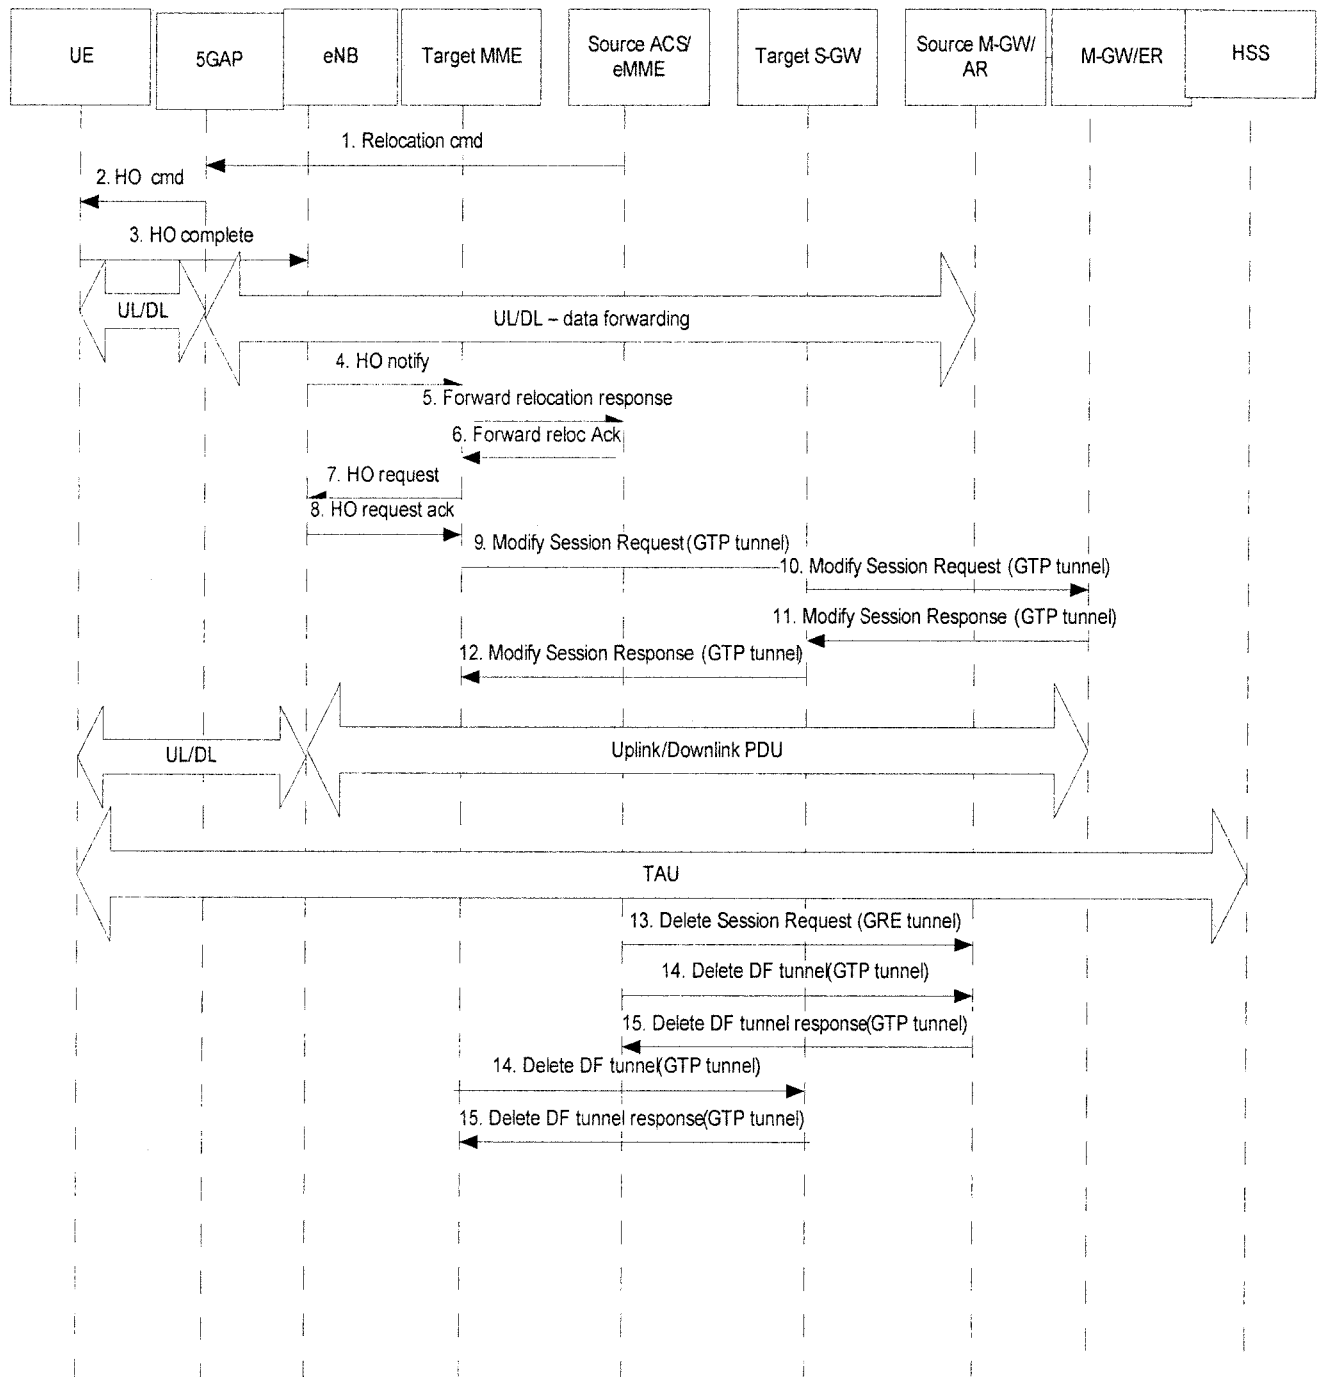 UE
5GAP
eNB
Target MME
Source ACS/
eMME
Target S-GW
Source M-GW/
AR
M-GW/ER
HSS
1. Relocation cmd
2. HO cmd
3. HO complete
UL/DL
UL/DL – data forwarding
4. HO notify
5. Forward relocation response
6. Forward reloc Ack
7. HO request
8. HO request ack
9. Modify Session Request(GTP tunnel)
10. Modify Session Request (GTP tunnel)
11. Modify Session Response (GTP tunnel)
12. Modify Session Response (GTP tunnel)
UL/DL
Uplink/Downlink PDU
TAU
13. Delete Session Request (GRE tunnel)
14. Delete DF tunnel(GTP tunnel)
15. Delete DF tunnel response(GTP tunnel)
14. Delete DF tunnel(GTP tunnel)
15. Delete DF tunnel response(GTP tunnel)